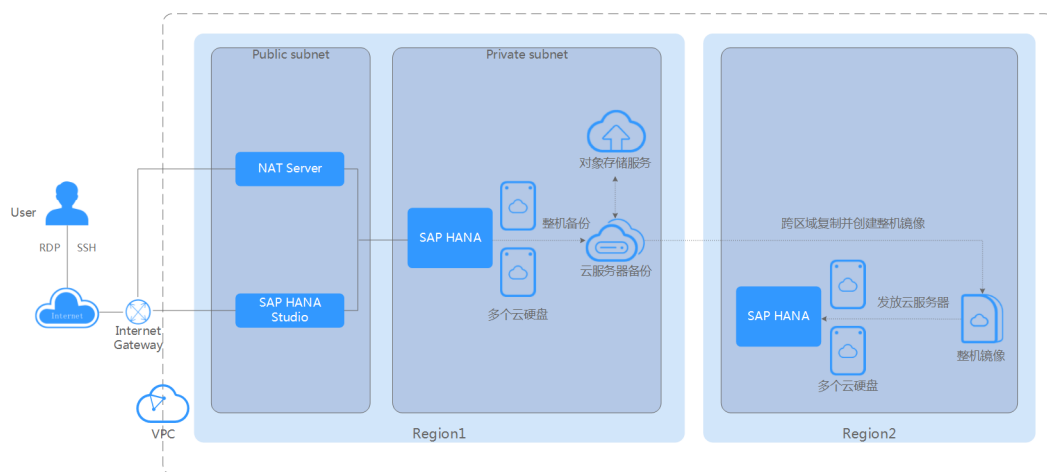 Public subnet
Private subnet
NAT Server
对象存储服务
User
RDP
SSH
SAP HANA
整机备份
跨区域复制并创建整机镜像
云服务器备份
Internet
Internet
Gateway
SAP HANA
Studio
多个云硬盘
SAP HANA
发放云服务器
整机镜像
多个云硬盘
VPC
Region1
Region2